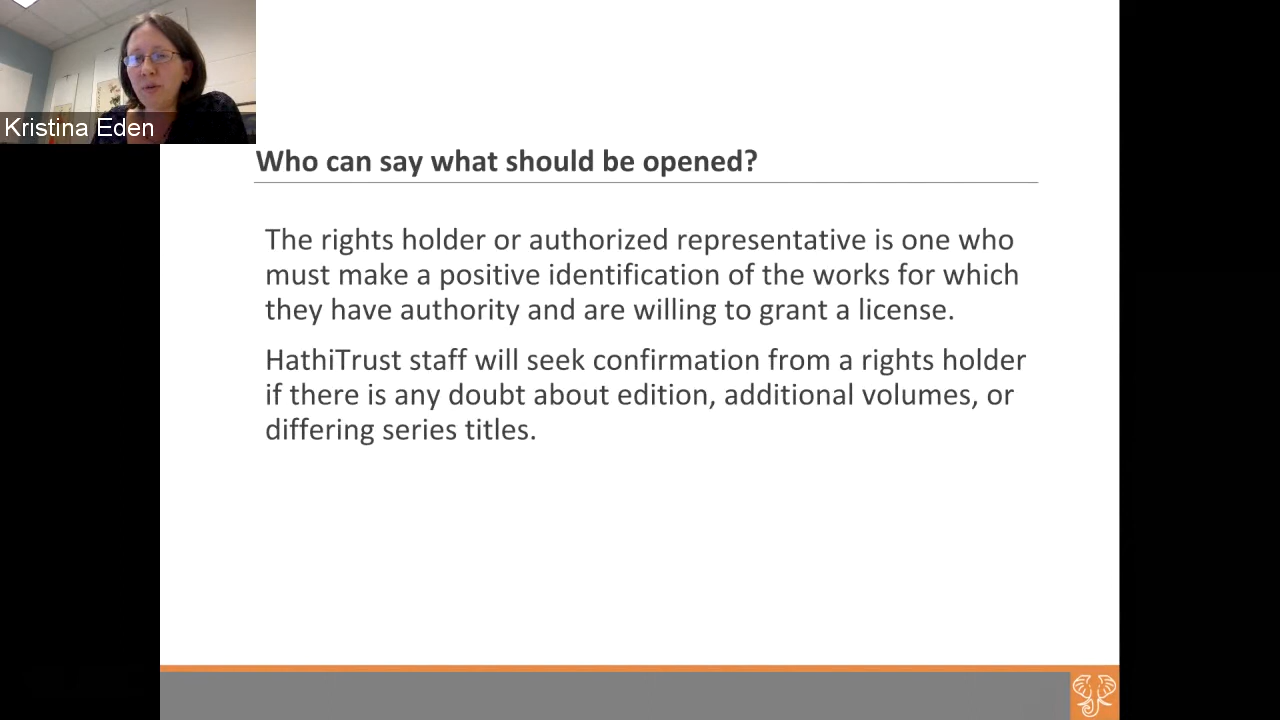 Kristina Eden
Who can say what should be opened?
The rights holder or authorized representative is one who
must make a positive identification of the works for which
they have authority and are willing to grant a license.
HathiTrust staff will seek confirmation from a rights holder
if there is any doubt about edition, additional volumes, or
differing series titles.